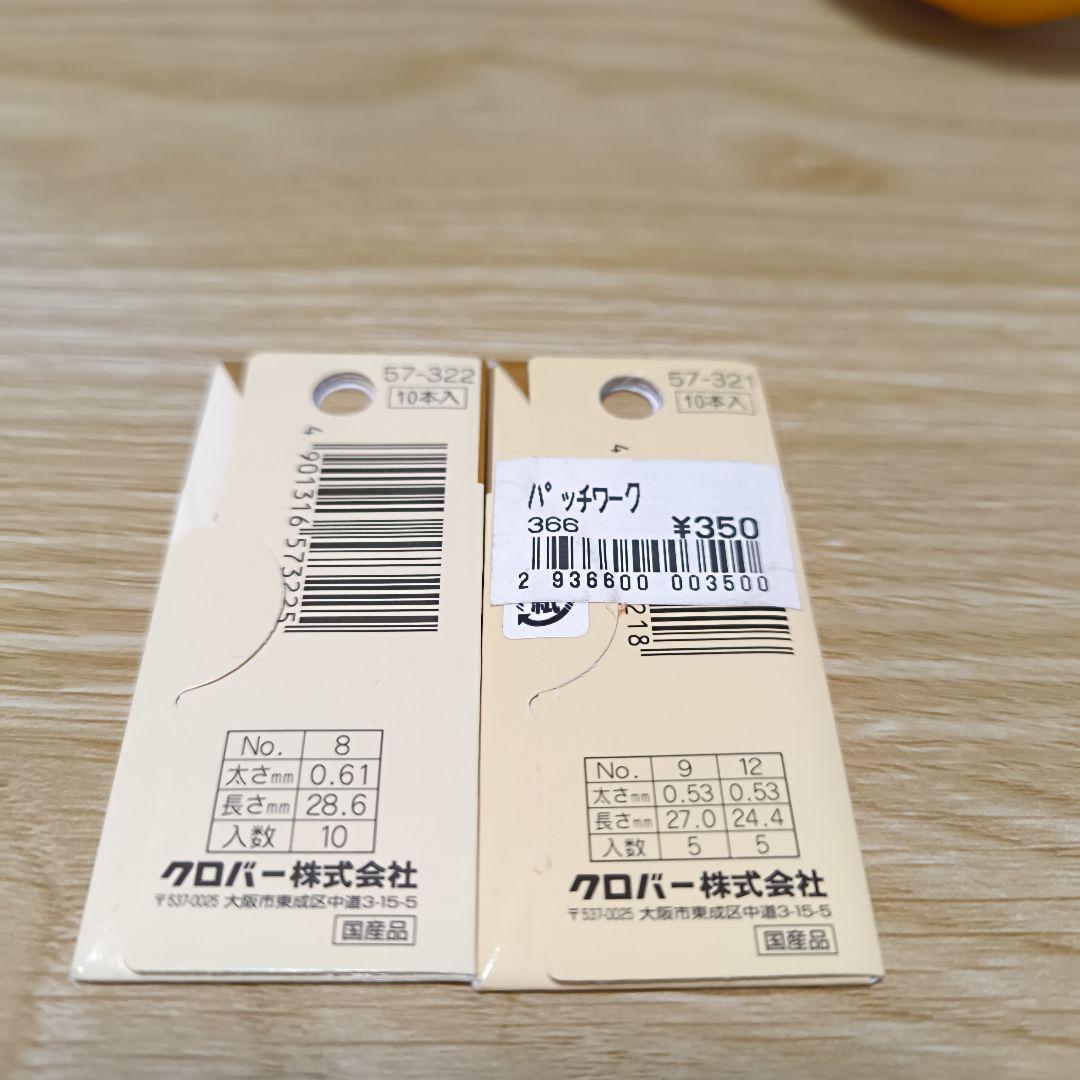 57-322
10本入
4 901316 573225
No. 8
太さmm 0.61
長さmm 28.6
入数 10
クロバー株式会社
〒537-0025 大阪市東成区中道3-15-5
国産品
57-321
10本入
4
パッチワーク
366 ¥350
2 936600 003500
紙
218
No. 9 12
太さmm 0.53 0.53
長さmm 27.0 24.4
入数 5 5
クロバー株式会社
〒537-0025 大阪市東成区中道3-15-5
国産品